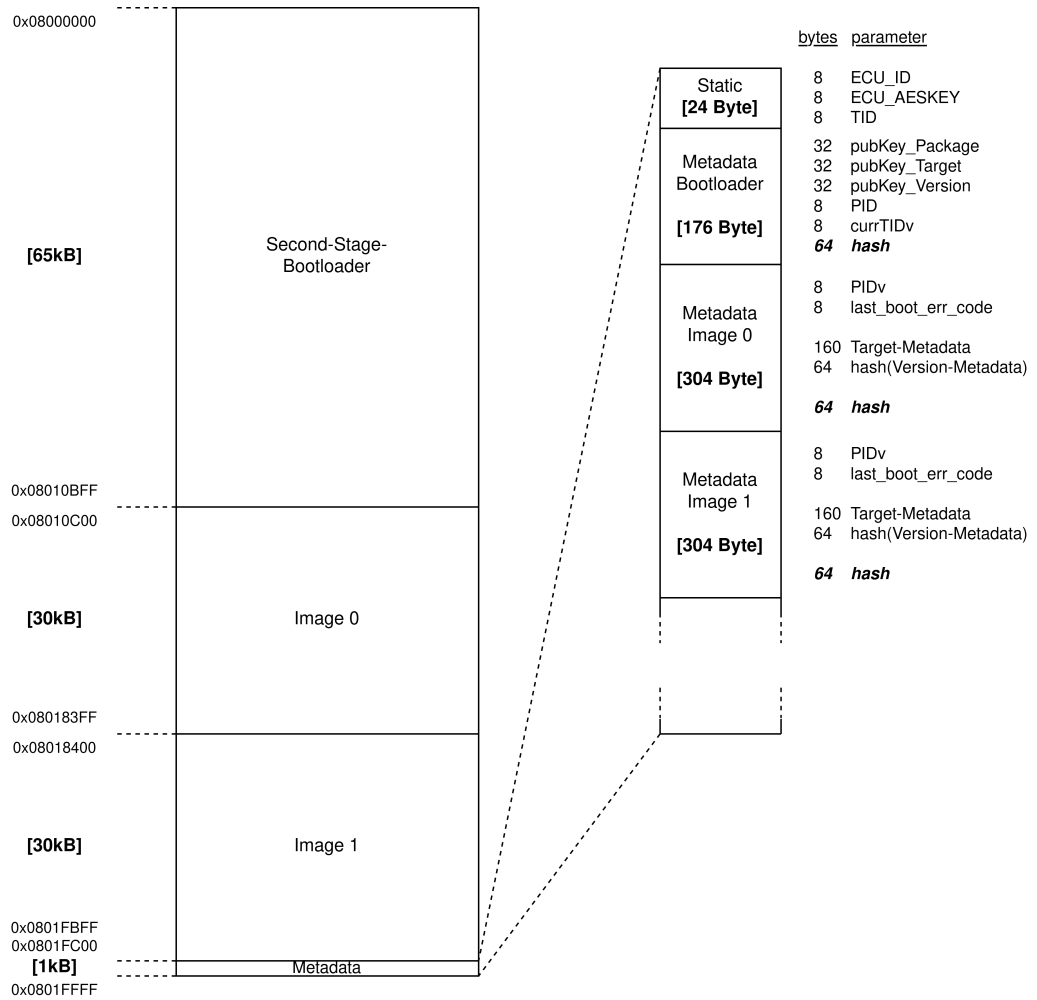 0x08000000
[65kB]
Second-Stage-
Bootloader
0x08010BFF
0x08010C00
[30kB]
Image 0
0x080183FF
0x08018400
[30kB]
Image 1
0x0801FBFF
0x0801FC00
[1kB]
Metadata
0x0801FFFF
bytes parameter
Static
[24 Byte]
8 ECU_ID
8 ECU_AESKEY
8 TID
Metadata
Bootloader
[176 Byte]
32 pubKey_Package
32 pubKey_Target
32 pubKey_Version
8 PID
8 currTIDv
64 hash
Metadata
Image 0
[304 Byte]
8 PIDv
8 last_boot_err_code
160 Target-Metadata
64 hash(Version-Metadata)
64 hash
Metadata
Image 1
[304 Byte]
8 PIDv
8 last_boot_err_code
160 Target-Metadata
64 hash(Version-Metadata)
64 hash